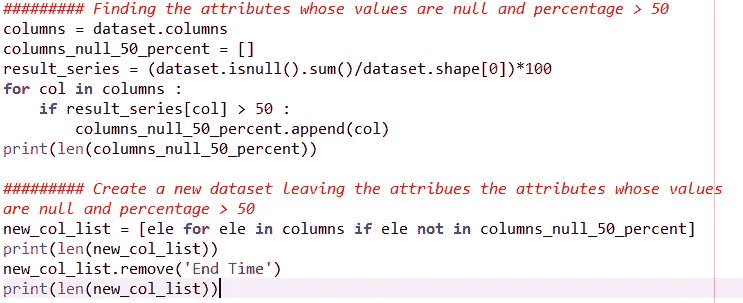 ######### Finding the attributes whose values are null and percentage > 50
columns = dataset.columns
columns_null_50_percent = []
result_series = (dataset.isnull().sum()/dataset.shape[0])*100
for col in columns :
    if result_series[col] > 50 :
        columns_null_50_percent.append(col)
print(len(columns_null_50_percent))

######### Create a new dataset leaving the attribues the attributes whose values
are null and percentage > 50
new_col_list = [ele for ele in columns if ele not in columns_null_50_percent]
print(len(new_col_list))
new_col_list.remove('End Time')
print(len(new_col_list))